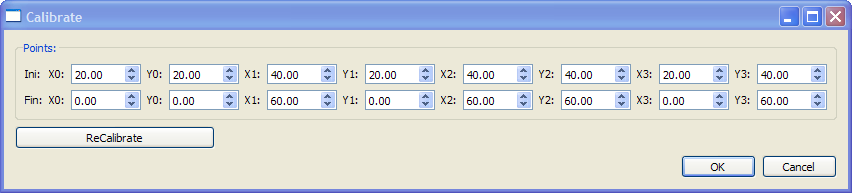 Calibrate
Points:
Ini: X0: 20.00 Y0: 20.00 X1: 40.00 Y1: 20.00 X2: 40.00 Y2: 40.00 X3: 20.00 Y3: 40.00
Fin: X0: 0.00 Y0: 0.00 X1: 60.00 Y1: 0.00 X2: 60.00 Y2: 60.00 X3: 0.00 Y3: 60.00
ReCalibrate
OK Cancel